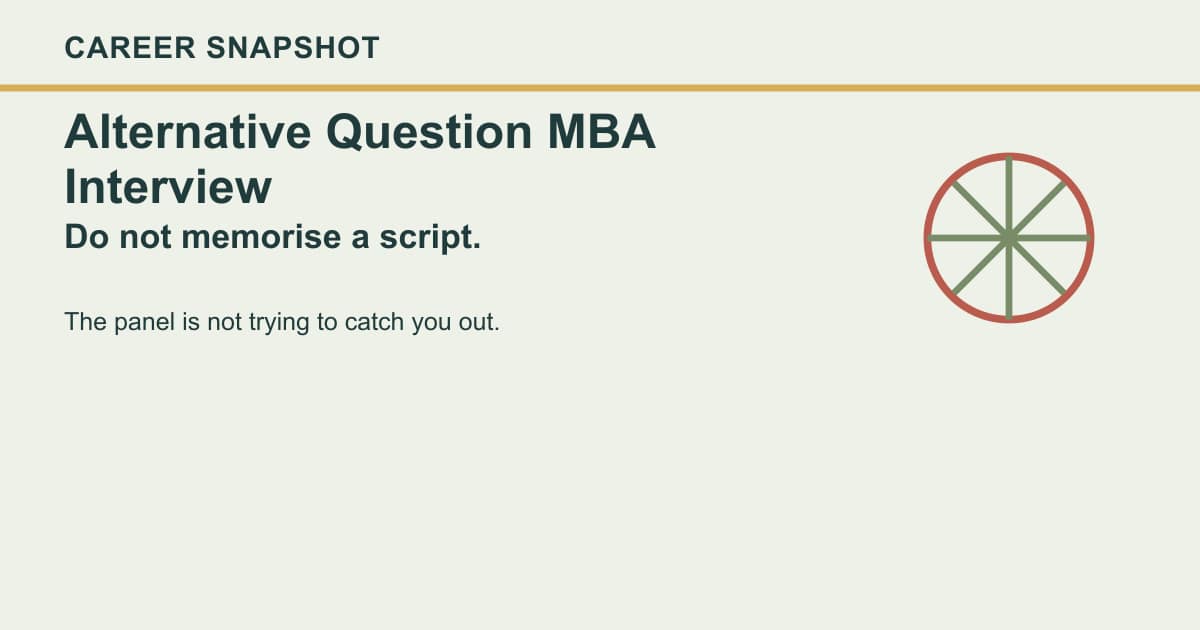 CAREER SNAPSHOT
Alternative Question MBA
Interview
Do not memorise a script.
The panel is not trying to catch you out.